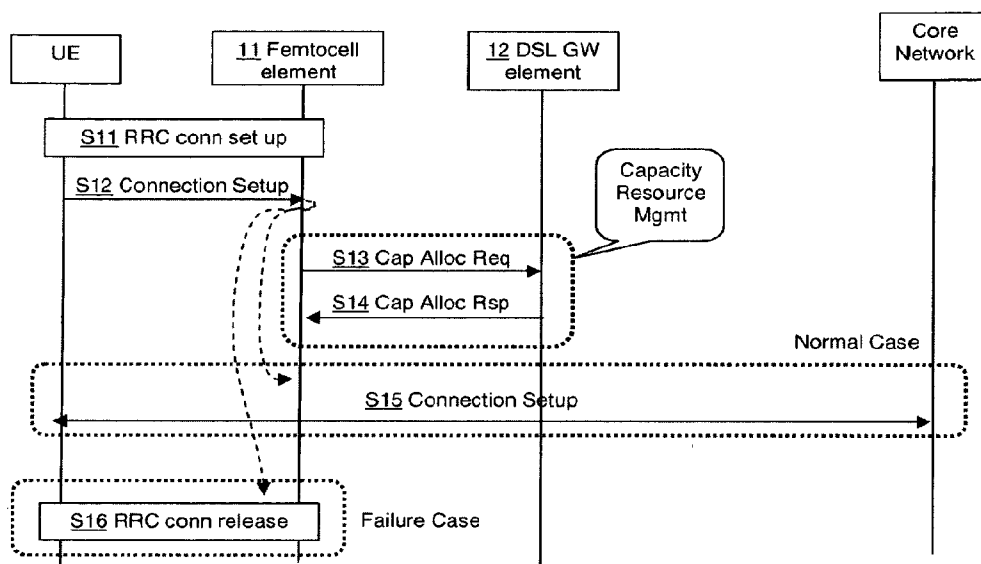 UE
11 Femtocell
element
12 DSL GW
element
Core
Network
S11 RRC conn set up
S12 Connection Setup
Capacity
Resource
Mgmt
S13 Cap Alloc Req
S14 Cap Alloc Rsp
Normal Case
S15 Connection Setup
S16 RRC conn release
Failure Case